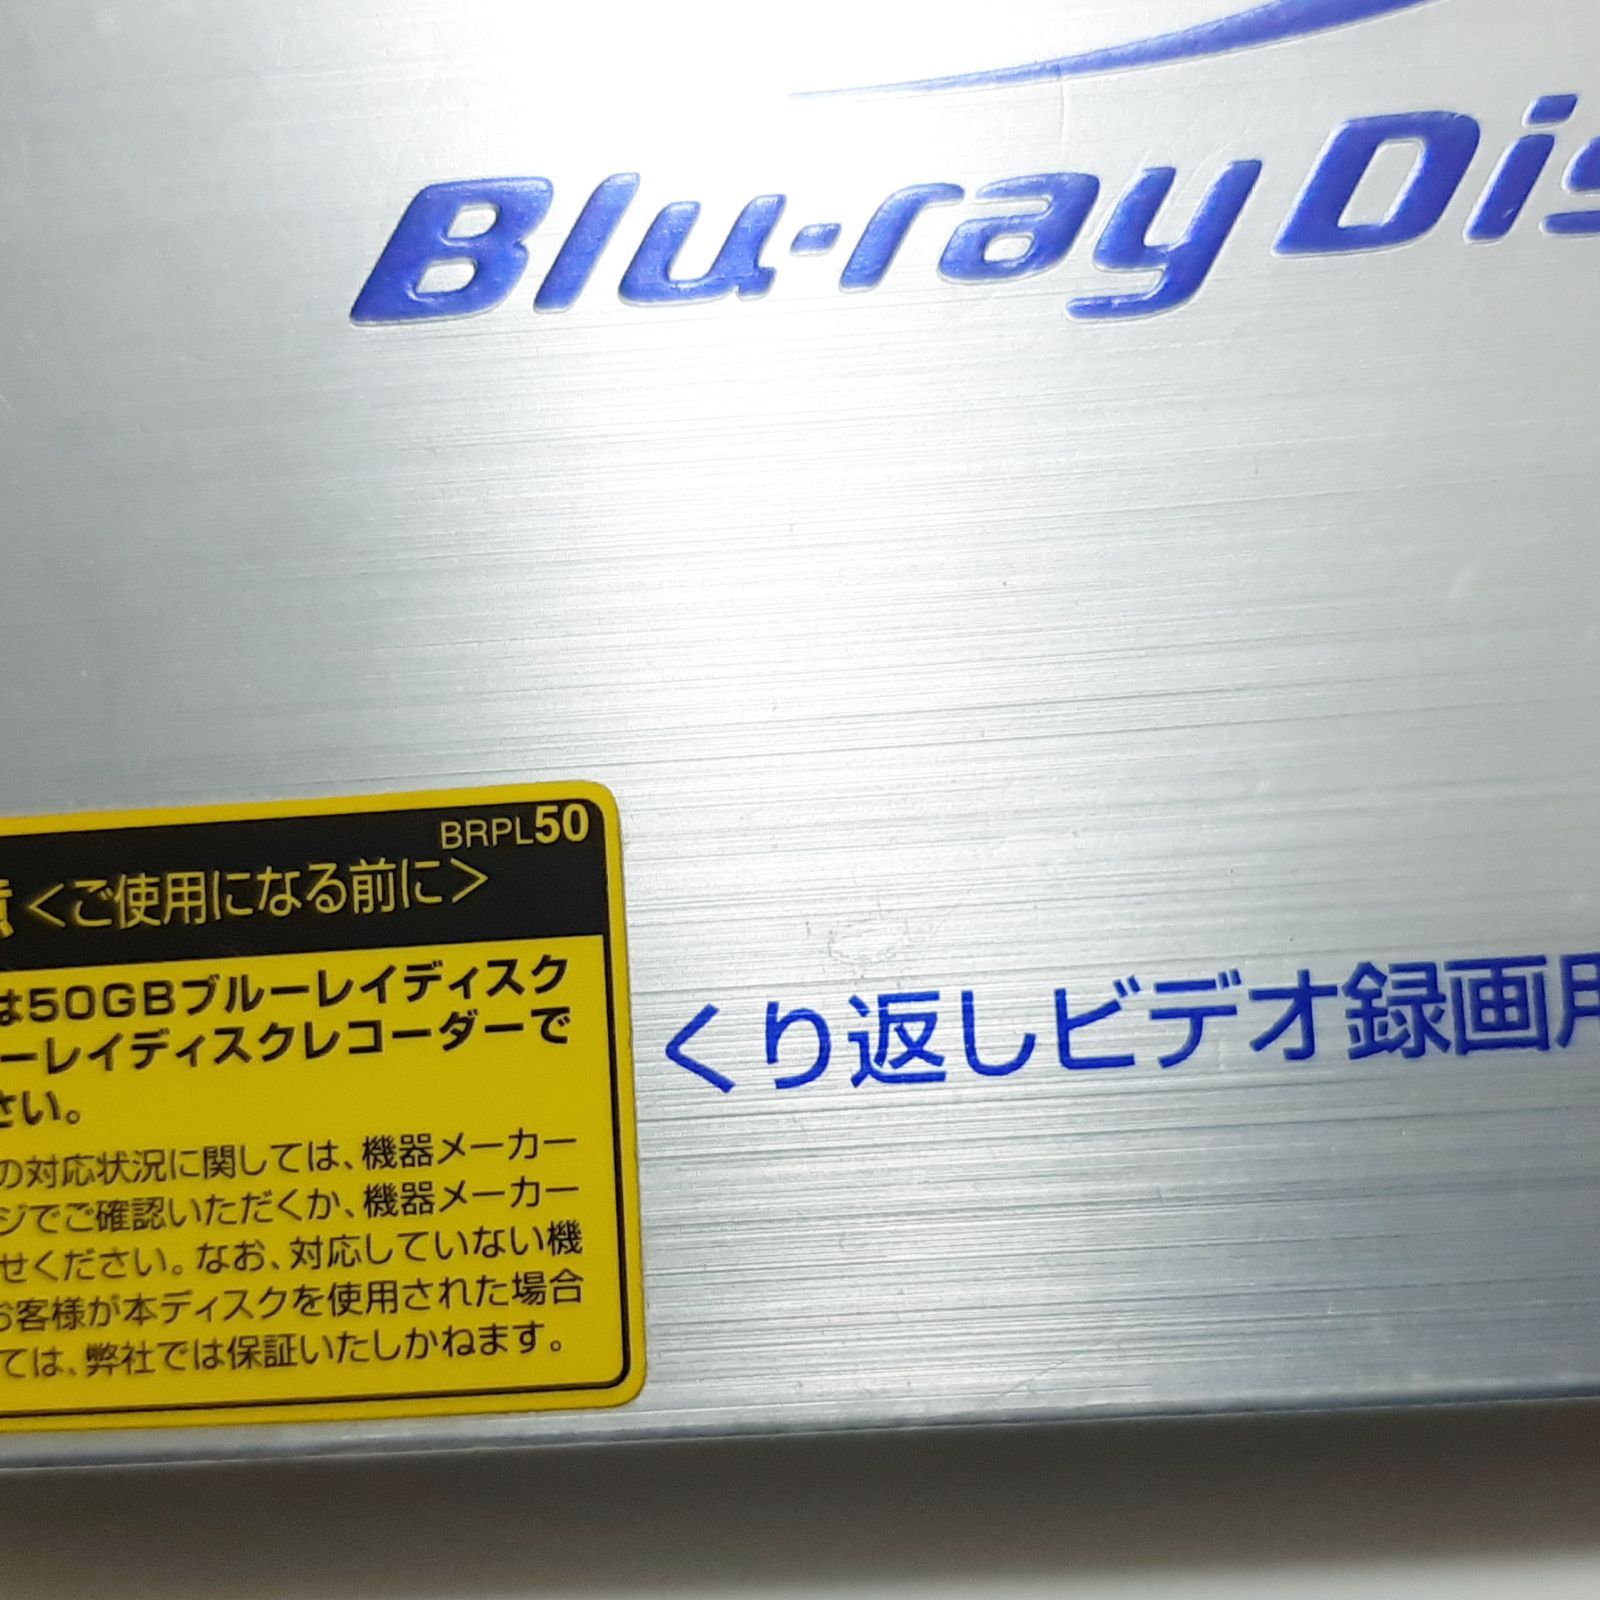 Blu-ray Dis
BRPL50
意<ご使用になる前に>
は50GBブルーレイディスク
ーレイディスクレコーダーで
さい。
の対応状況に関しては、機器メーカー
ジでご確認いただくか、機器メーカー
せください。なお、対応していない機
お客様が本ディスクを使用された場合
ては、弊社では保証いたしかねます。
くり返しビデオ録画用